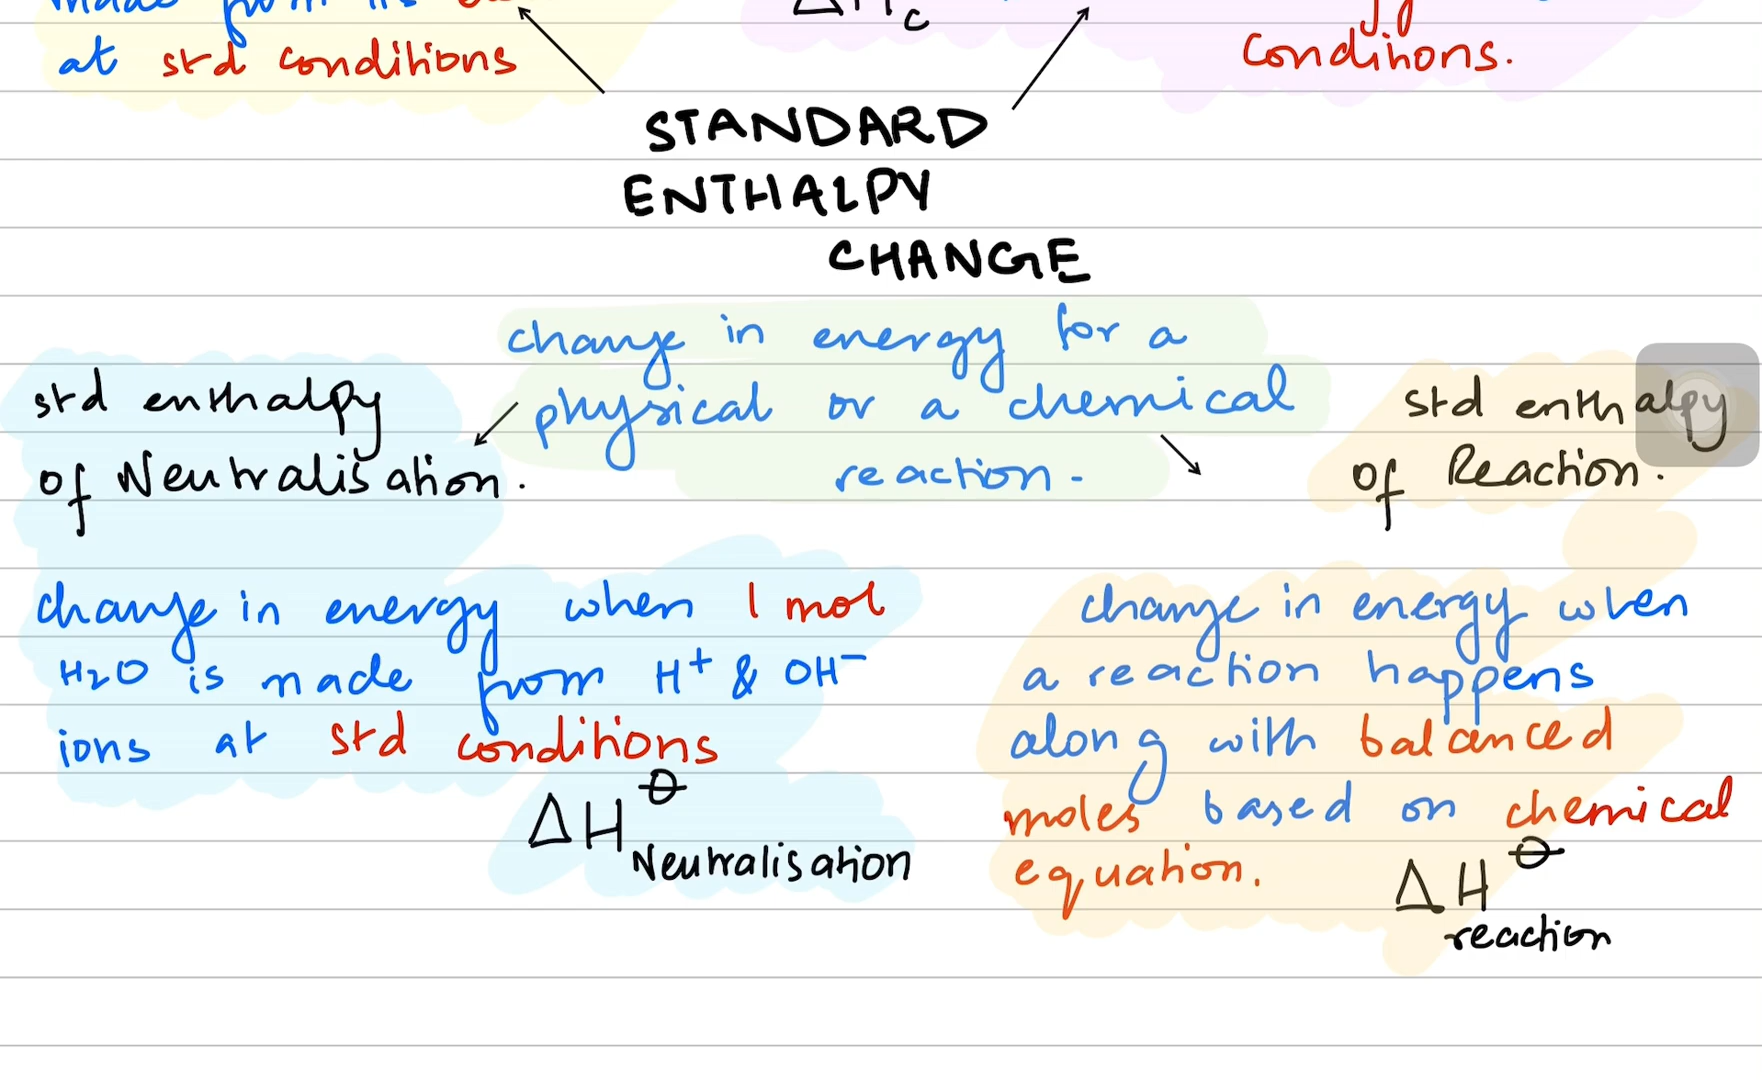 at std conditions
ΔH c
conditions.
STANDARD
ENTHALPY
CHANGE
change in energy for a
physical or a chemical
reaction -
std enthalpy
of Neutralisation.
change in energy when 1 mol
H2O is made from H+ & OH-
ions at std conditions
ΔH⦵ Neutralisation
std enthalpy
of Reaction.
change in energy when
a reaction happens
along with balanced
moles based on chemical
equation.
ΔH⦵ reaction